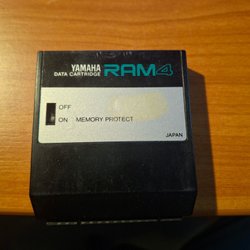 YAMAHA
DATA CARTRIDGE RAM4
OFF
ON MEMORY PROTECT
JAPAN